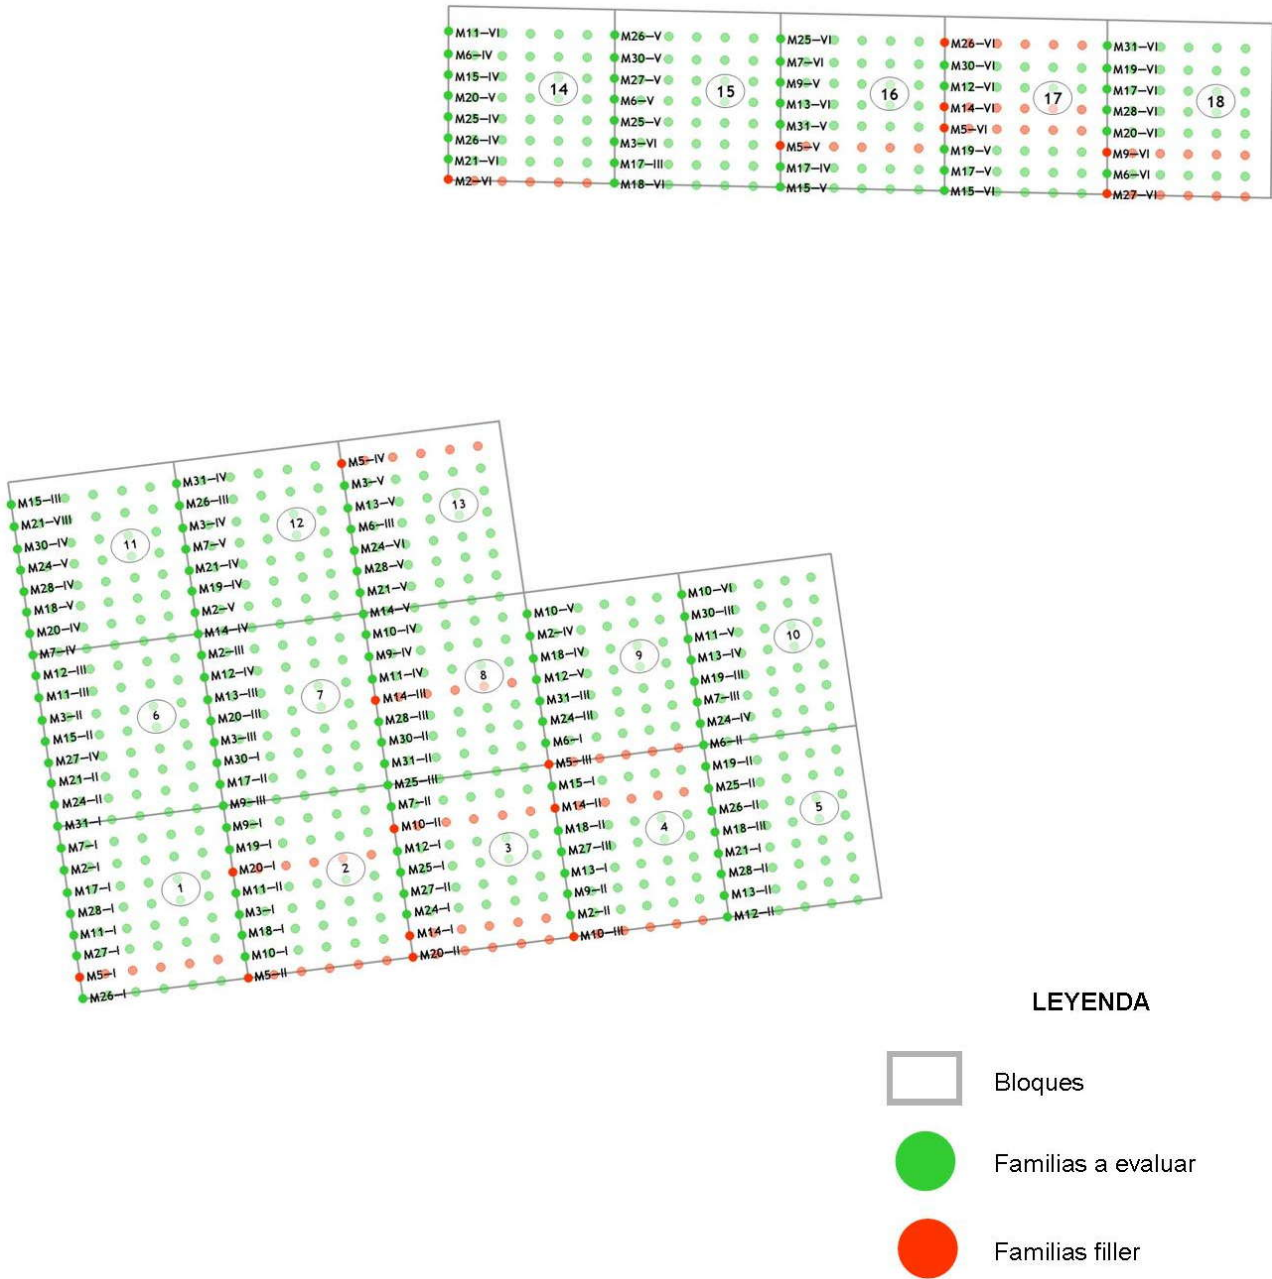 M11-VI
M6-IV
M15-IV
M20-V
M25-IV
M26-IV
M21-VI
M2-VI
14
M26-V
M30-V
M27-V
M6-V
M25-V
M3-VI
M17-III
M18-VI
15
M25-VI
M7-VI
M9-V
M13-VI
M31-V
M5-V
M17-IV
M15-V
16
M26-VI
M30-VI
M12-VI
M14-VI
M5-VI
M19-V
M17-V
M15-VI
17
M31-VI
M19-VI
M17-VI
M28-VI
M20-VI
M9-VI
M6-VI
M27-VI
18
M15-III
M21-VIII
M30-IV
M24-V
M28-IV
M18-V
M20-IV
M7-IV
11
M31-IV
M26-III
M3-IV
M7-V
M21-IV
M19-IV
M2-V
M14-IV
12
M5-IV
M3-V
M13-V
M6-III
M24-VI
M28-V
M21-V
M14-V
13
M12-III
M11-III
M3-II
M15-II
M27-IV
M21-II
M24-II
M31-I
6
M2-III
M12-IV
M13-III
M20-III
M3-III
M30-I
M17-II
M9-III
7
M10-IV
M9-IV
M11-IV
M14-III
M28-III
M30-II
M31-II
M25-III
8
M10-V
M2-IV
M18-IV
M12-V
M31-III
M24-III
M6-I
M5-III
9
M10-VI
M30-III
M11-V
M13-IV
M19-III
M7-III
M24-IV
M6-II
10
M7-I
M2-I
M17-I
M28-I
M11-I
M27-I
M5-I
M26-I
1
M9-I
M19-I
M20-I
M11-II
M3-I
M18-I
M10-I
M5-II
2
M7-II
M10-II
M12-I
M25-I
M27-II
M24-I
M14-I
M20-II
3
M15-I
M14-II
M18-II
M27-III
M13-I
M9-II
M2-II
M10-III
4
M19-II
M25-II
M26-II
M18-III
M21-I
M28-II
M13-II
M12-II
5
LEYENDA
Bloques
Familias a evaluar
Familias filler